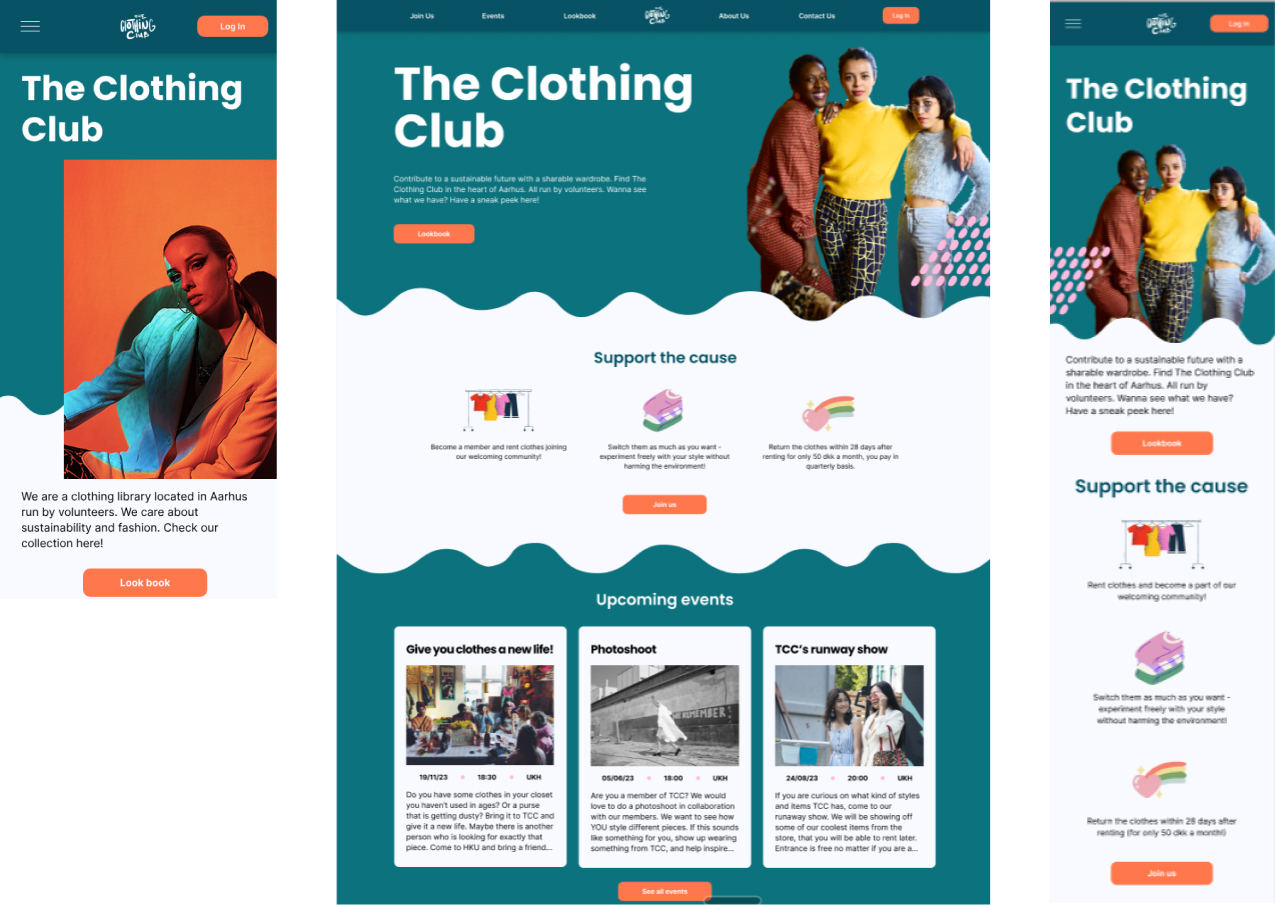 THE
CLOTHING
CLUB
Log In
The Clothing
Club
We are a clothing library located in Aarhus
run by volunteers. We care about
sustainability and fashion. Check our
collection here!
Look book
Join Us
Events
Lookbook
THE
CLOTHING
CLUB
About Us
Contact Us
Log In
The Clothing
Club
Contribute to a sustainable future with a sharable wardrobe. Find The
Clothing Club in the heart of Aarhus. All run by volunteers. Wanna see
what we have? Have a sneak peek here!
Lookbook
Support the cause
Become a member and rent clothes joining
our welcoming community!
Switch them as much as you want -
experiment freely with your style without
harming the environment!
Return the clothes within 28 days after
renting for only 50 dkk a month, you pay in
quarterly basis.
Join us
Upcoming events
Give you clothes a new life!
19/11/23 18:30 UKH
Do you have some clothes in your closet
you haven't used in ages? Or a purse
that is getting dusty? Bring it to TCC and
give it a new life. Maybe there is another
person who is looking for exactly that
piece. Come to HKU and bring a friend...
Photoshoot
WE REMEMBER!
05/06/23 18:00 UKH
Are you a member of TCC? We would
love to do a photoshoot in collaboration
with our members. We want to see how
YOU style different pieces. If this sounds
like something for you, show up wearing
something from TCC, and help inspire...
TCC's runway show
24/08/23 20:00 UKH
If you are curious on what kind of styles
and items TCC has, come to our
runway show. We will be showing off
some of our coolest items from the
store, that you will be able to rent later.
Entrance is free no matter if you are a...
See all events
THE
CLOTHING
CLUB
Log In
The Clothing
Club
Contribute to a sustainable future with a
sharable wardrobe. Find The Clothing Club
in the heart of Aarhus. All run by
volunteers. Wanna see what we have?
Have a sneak peek here!
Lookbook
Support the cause
Rent clothes and become a part of our
welcoming community!
Switch them as much as you want -
experiment freely with your style
without harming the environment!
Return the clothes within 28 days after
renting (for only 50 dkk a month!)
Join us